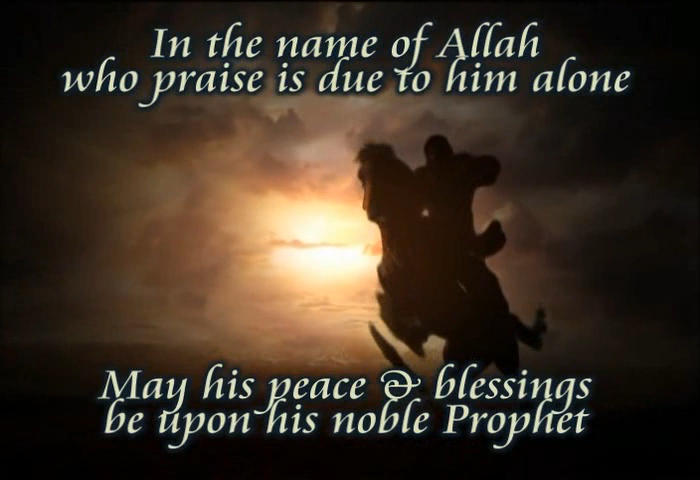 In the name of Allah
who praise is due to him alone
May his peace & blessings
be upon his noble Prophet